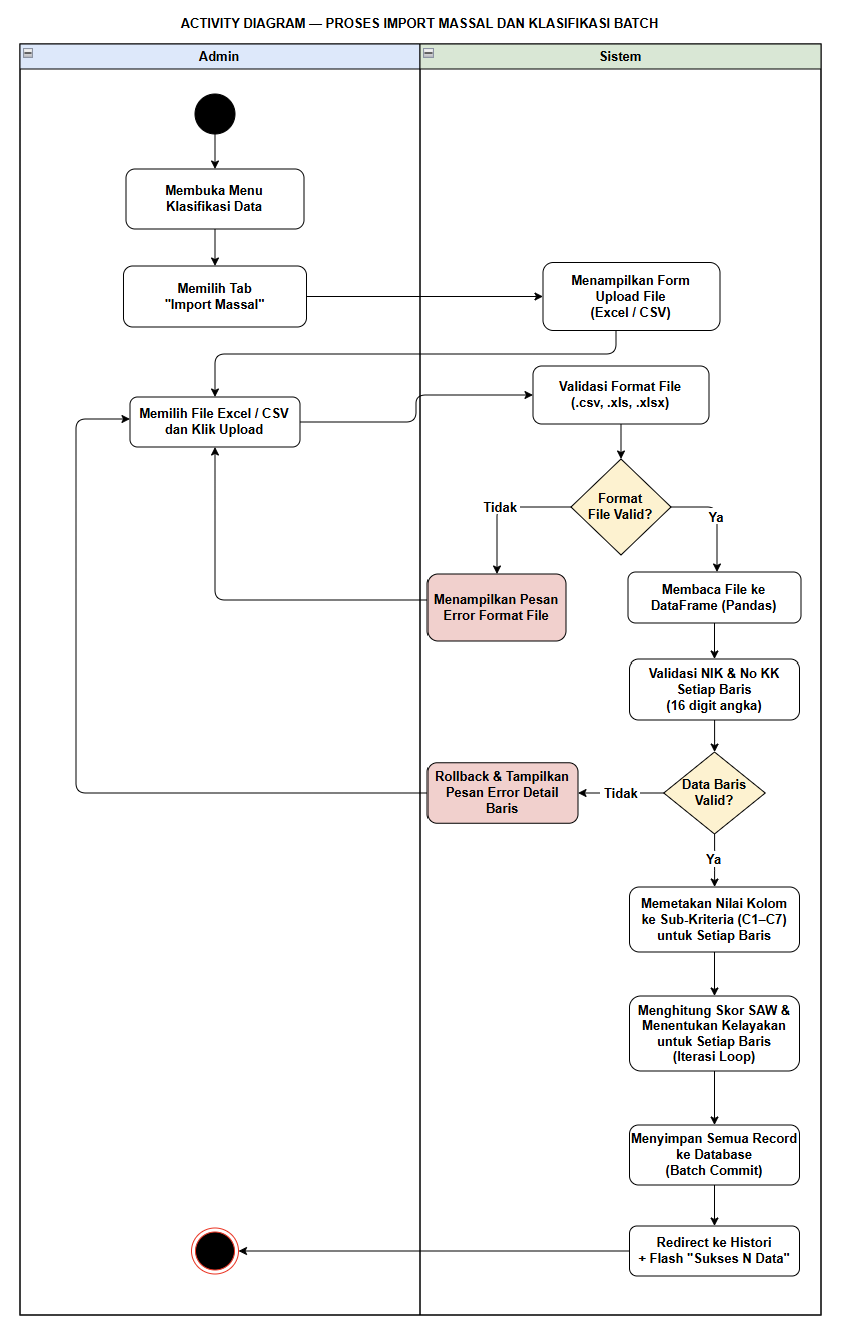 ACTIVITY DIAGRAM — PROSES IMPORT MASSAL DAN KLASIFIKASI BATCH
Admin
Sistem
Membuka Menu
Klasifikasi Data
Memilih Tab
"Import Massal"
Menampilkan Form
Upload File
(Excel / CSV)
Memilih File Excel / CSV
dan Klik Upload
Validasi Format File
(.csv, .xls, .xlsx)
Format
File Valid?
Tidak
Ya
Menampilkan Pesan
Error Format File
Membaca File ke
DataFrame (Pandas)
Validasi NIK & No KK
Setiap Baris
(16 digit angka)
Data Baris
Valid?
Tidak
Rollback & Tampilkan
Pesan Error Detail
Baris
Ya
Memetakan Nilai Kolom
ke Sub-Kriteria (C1–C7)
untuk Setiap Baris
Menghitung Skor SAW &
Menentukan Kelayakan
untuk Setiap Baris
(Iterasi Loop)
Menyimpan Semua Record
ke Database
(Batch Commit)
Redirect ke Histori
+ Flash "Sukses N Data"